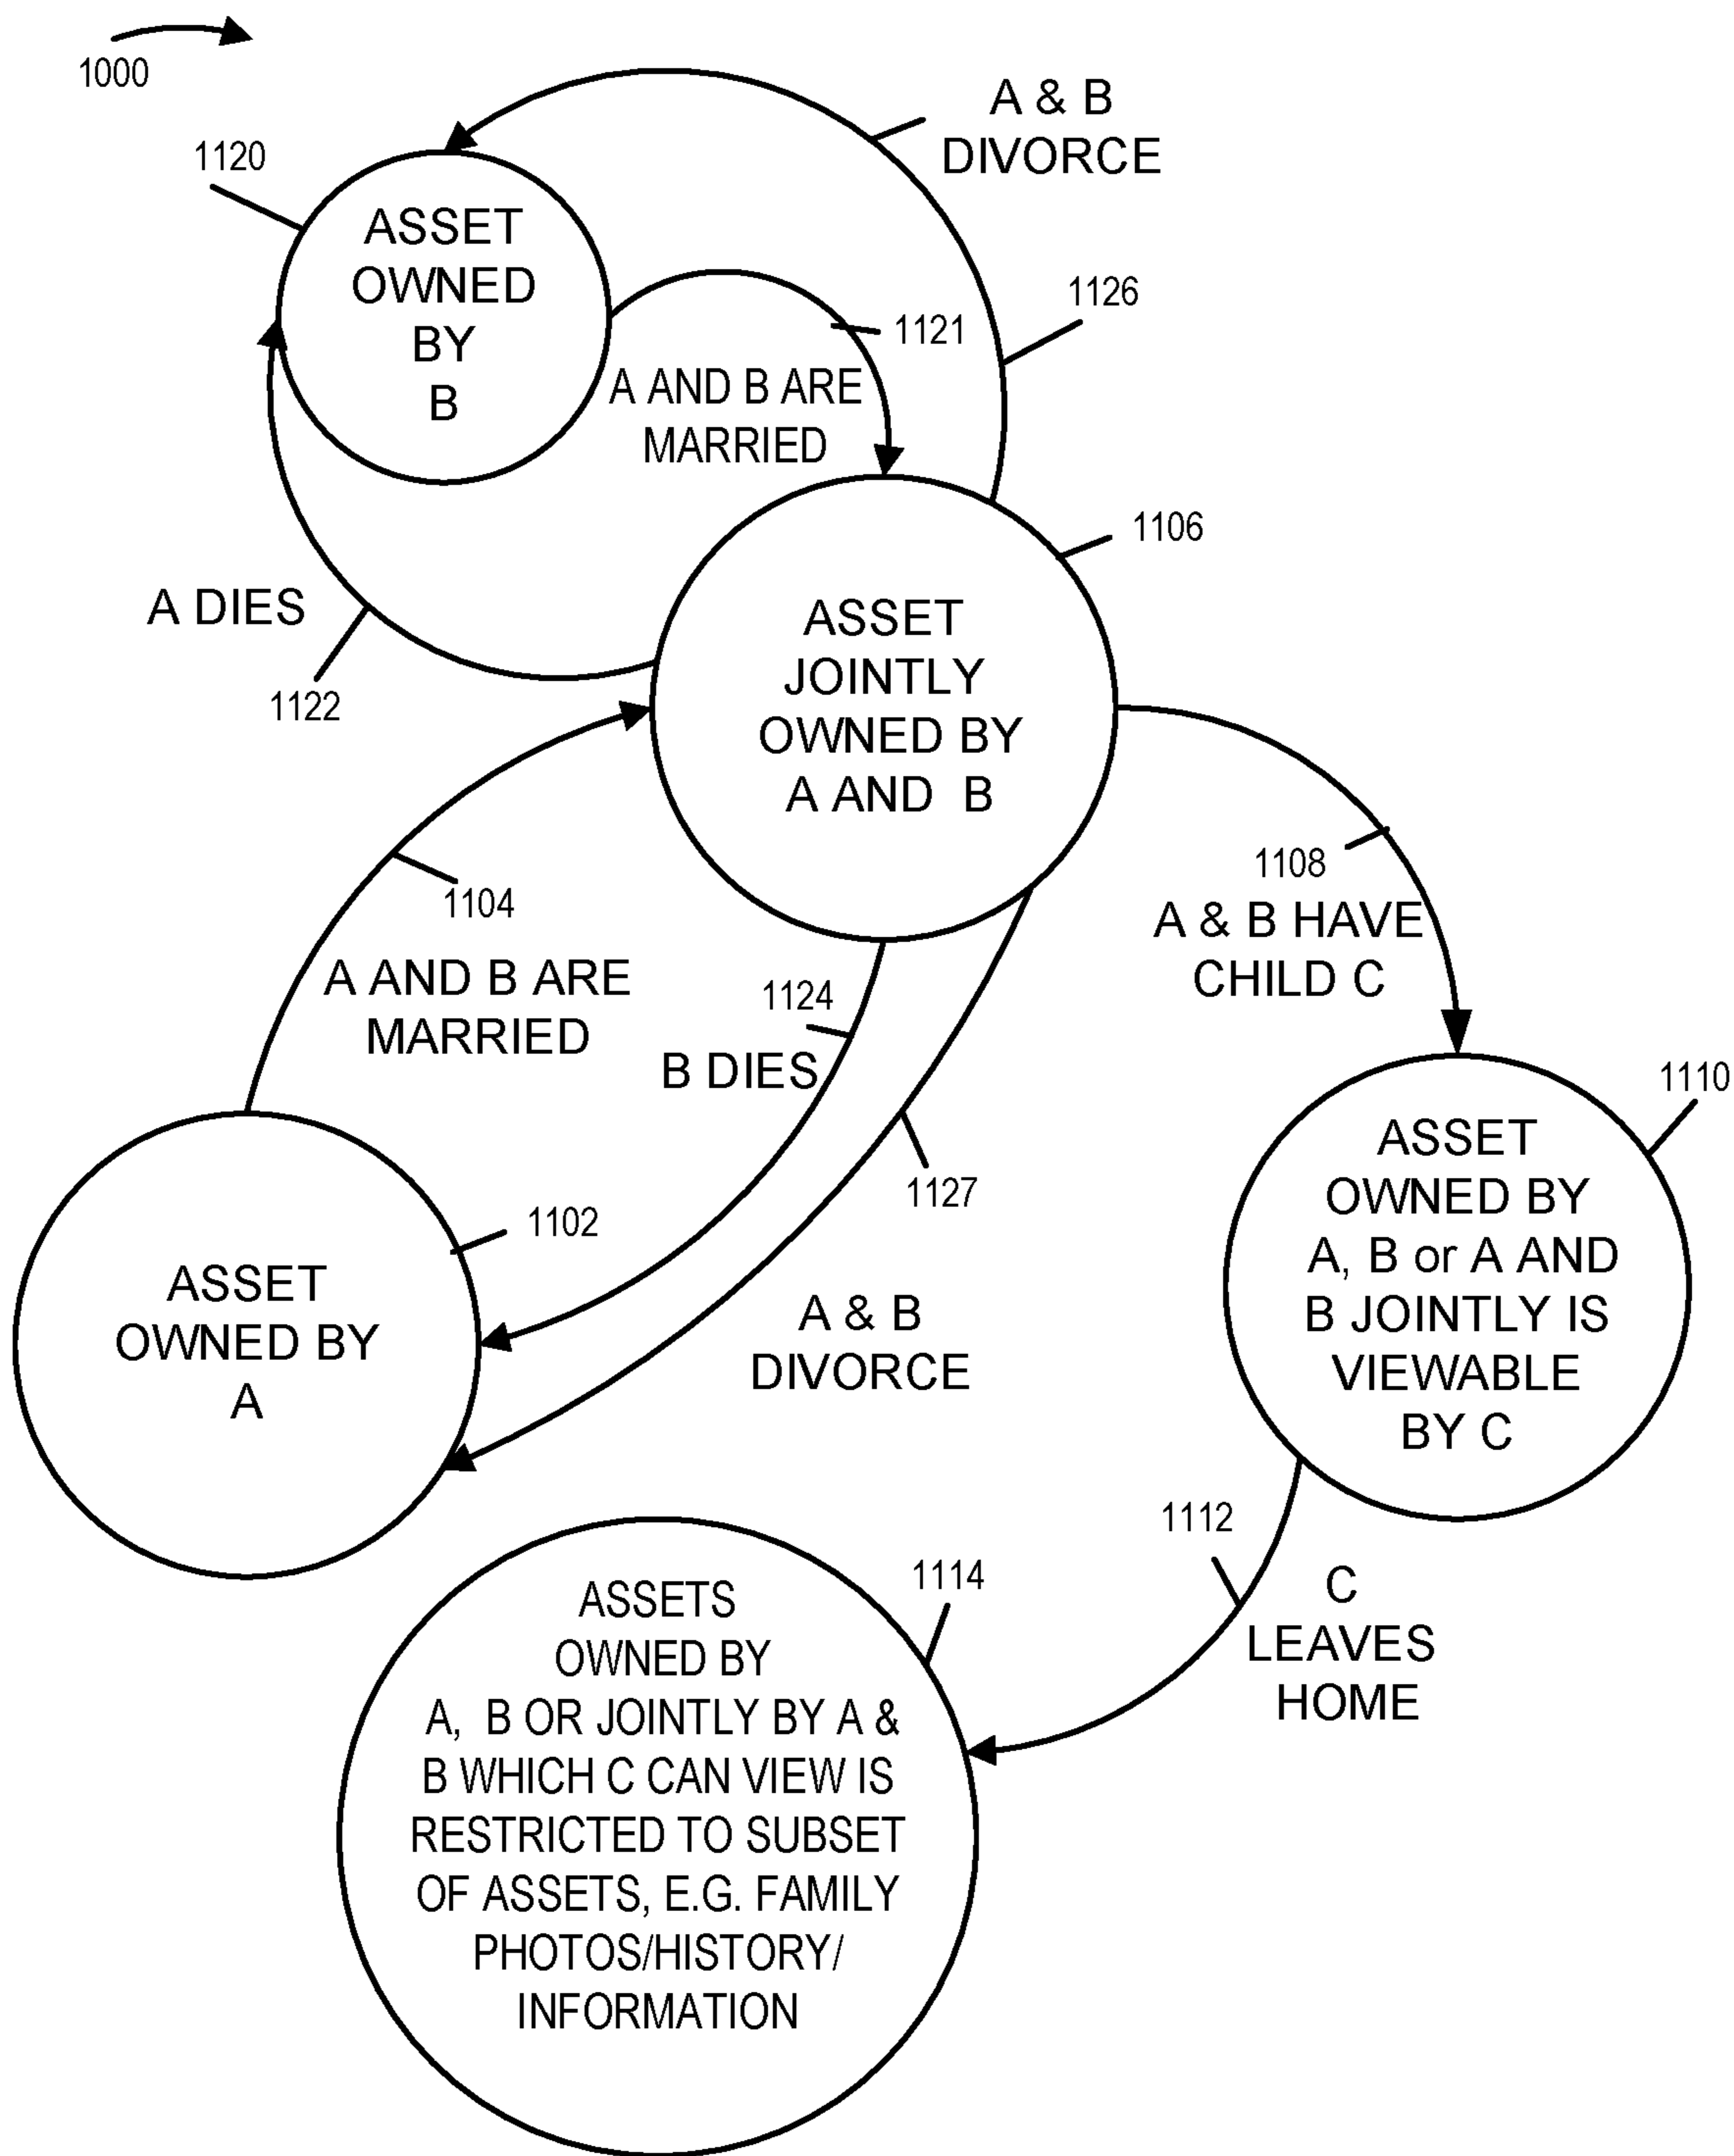 1000
A & B
DIVORCE
1120
ASSET
OWNED
BY
B
1126
1121
A AND B ARE
MARRIED
1106
A DIES
1122
ASSET
JOINTLY
OWNED BY
A AND B
1104
A AND B ARE
MARRIED
1108
A & B HAVE
CHILD C
1124
B DIES
1110
1127
1102
ASSET
OWNED BY
A
A & B
DIVORCE
ASSET
OWNED BY
A, B or A AND
B JOINTLY IS
VIEWABLE
BY C
1112
C
LEAVES
HOME
1114
ASSETS
OWNED BY
A, B OR JOINTLY BY A &
B WHICH C CAN VIEW IS
RESTRICTED TO SUBSET
OF ASSETS, E.G. FAMILY
PHOTOS/HISTORY/
INFORMATION